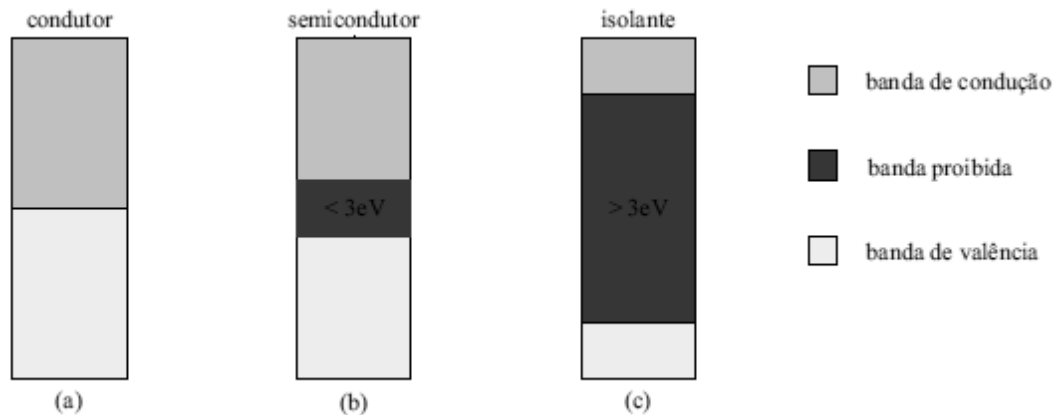 condutor
semicondutor
isolante
banda de condução
banda proibida
< 3eV
> 3eV
banda de valência
(a)
(b)
(c)